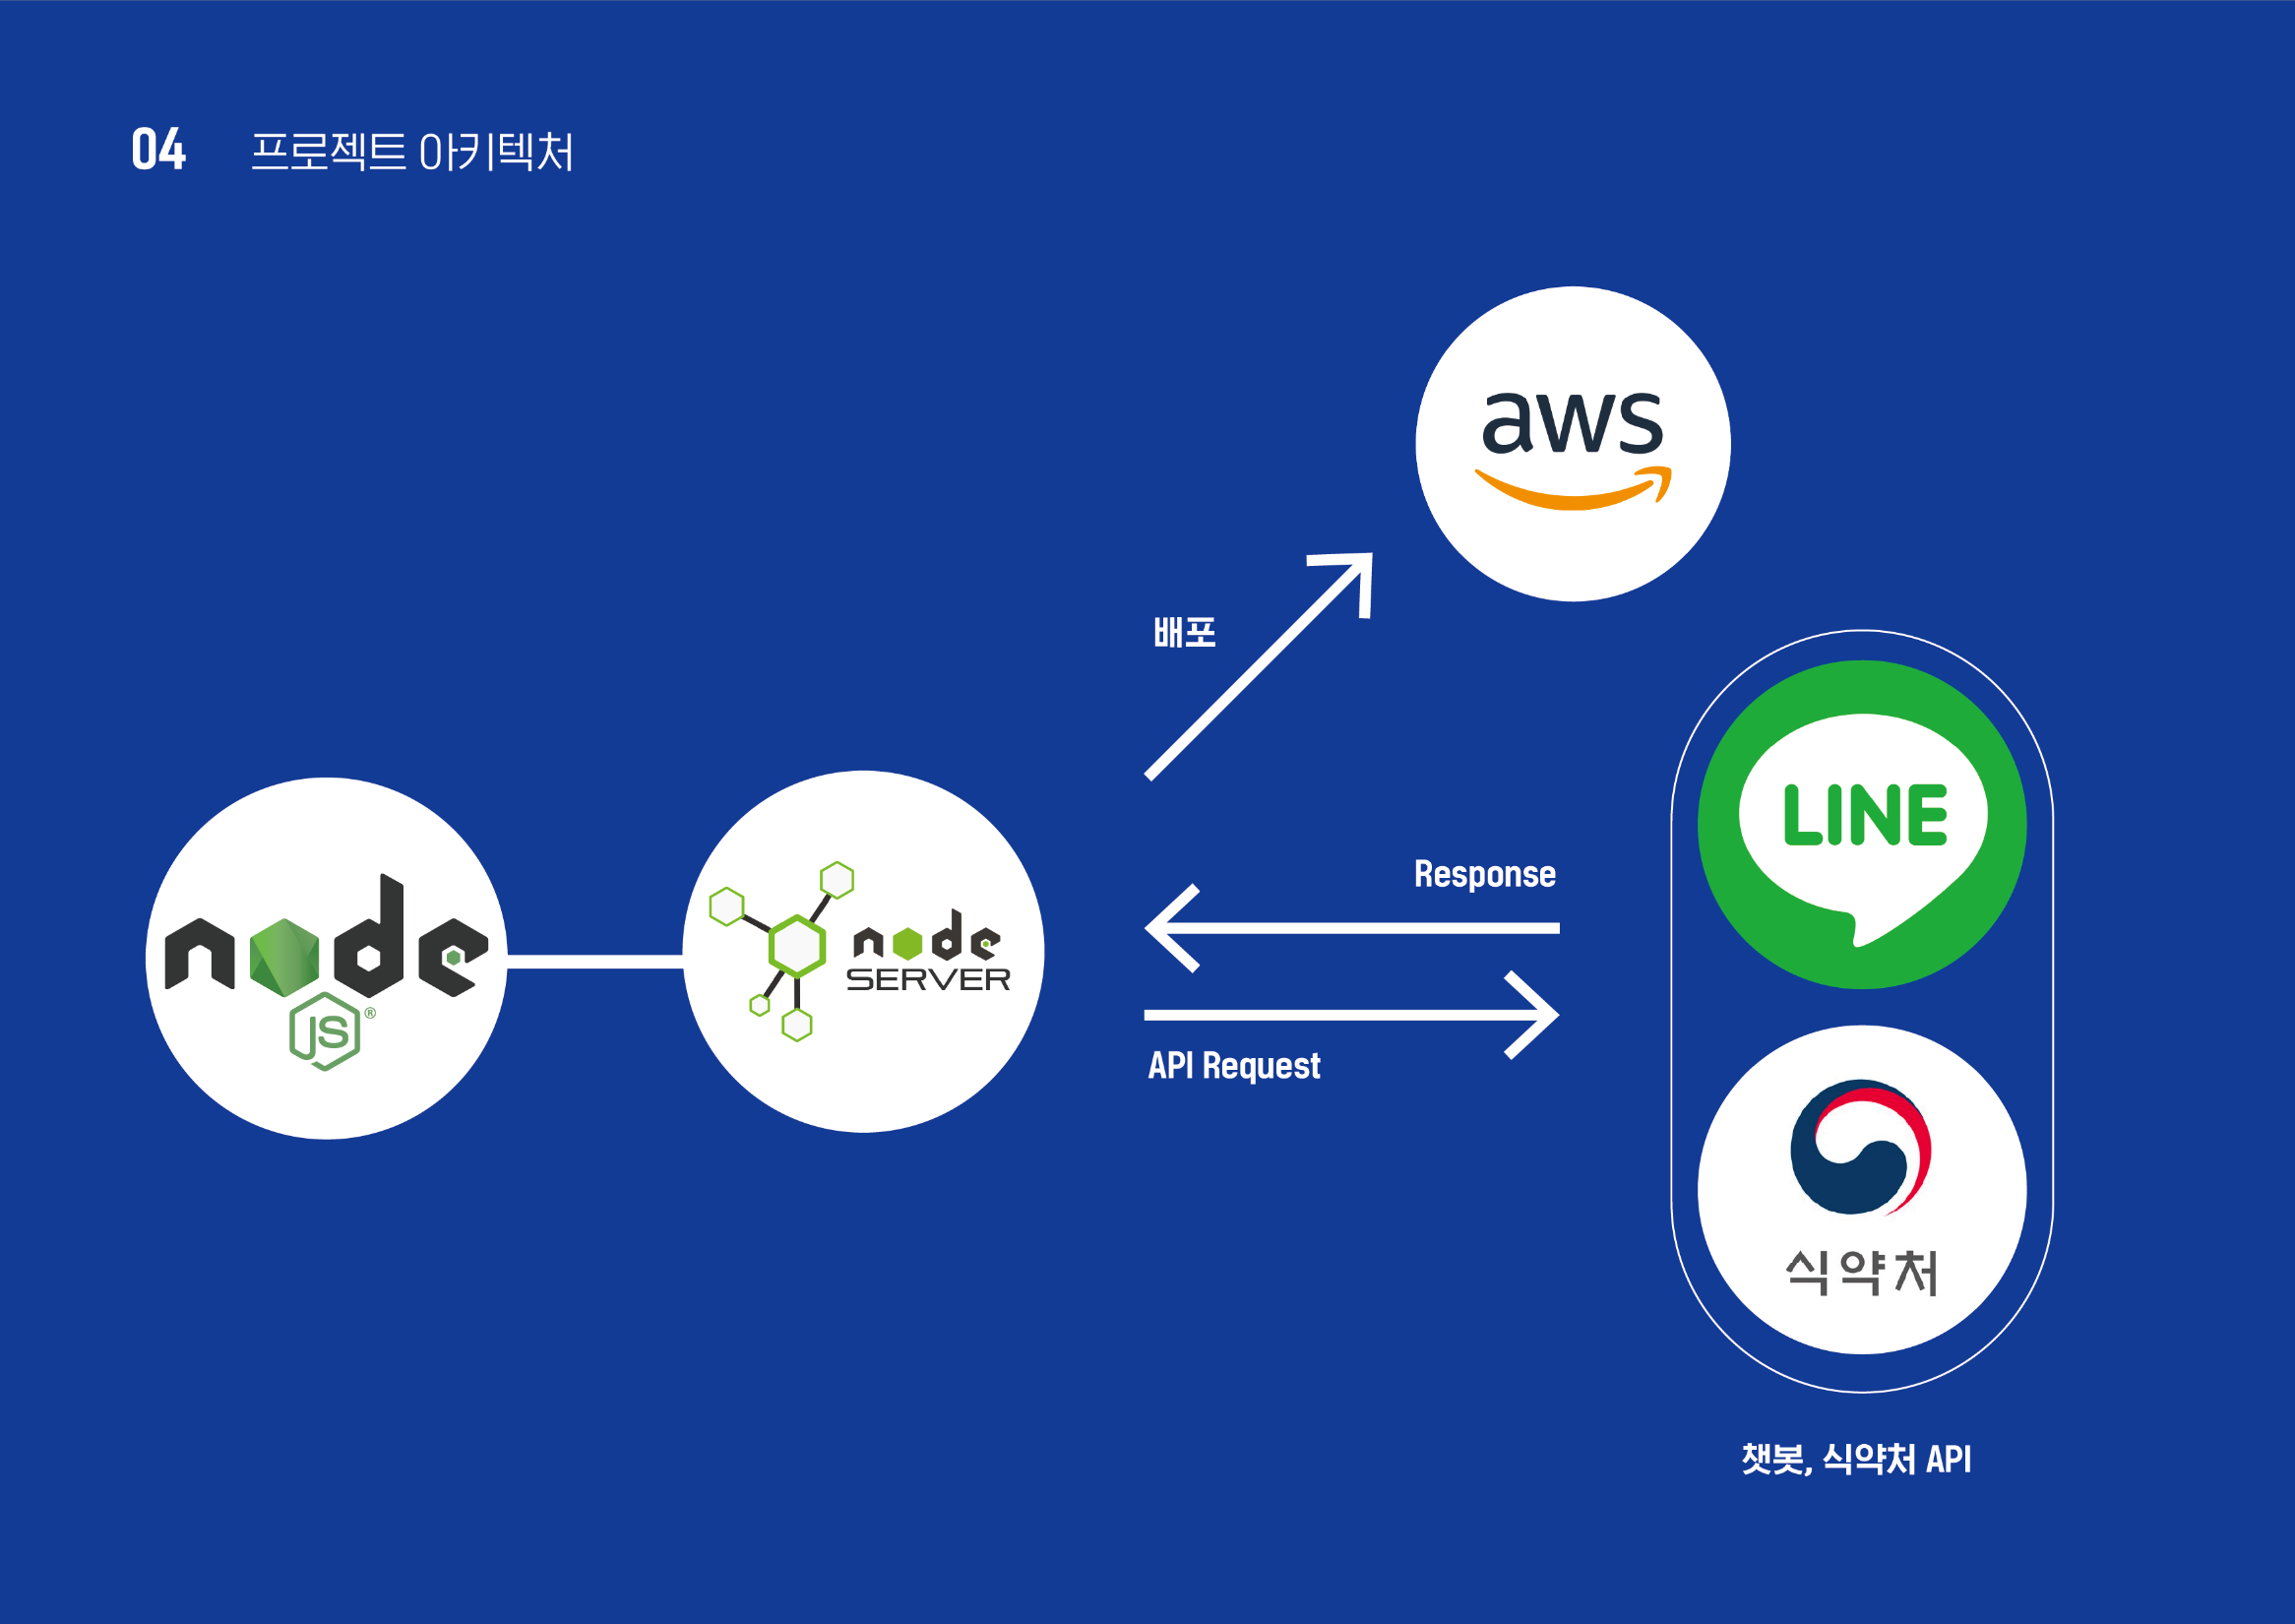 04 프로젝트 아키텍처
aws
배포
LINE
Response
node
JS ®
node
SERVER
API Request
식약처
챗봇, 식약처 API